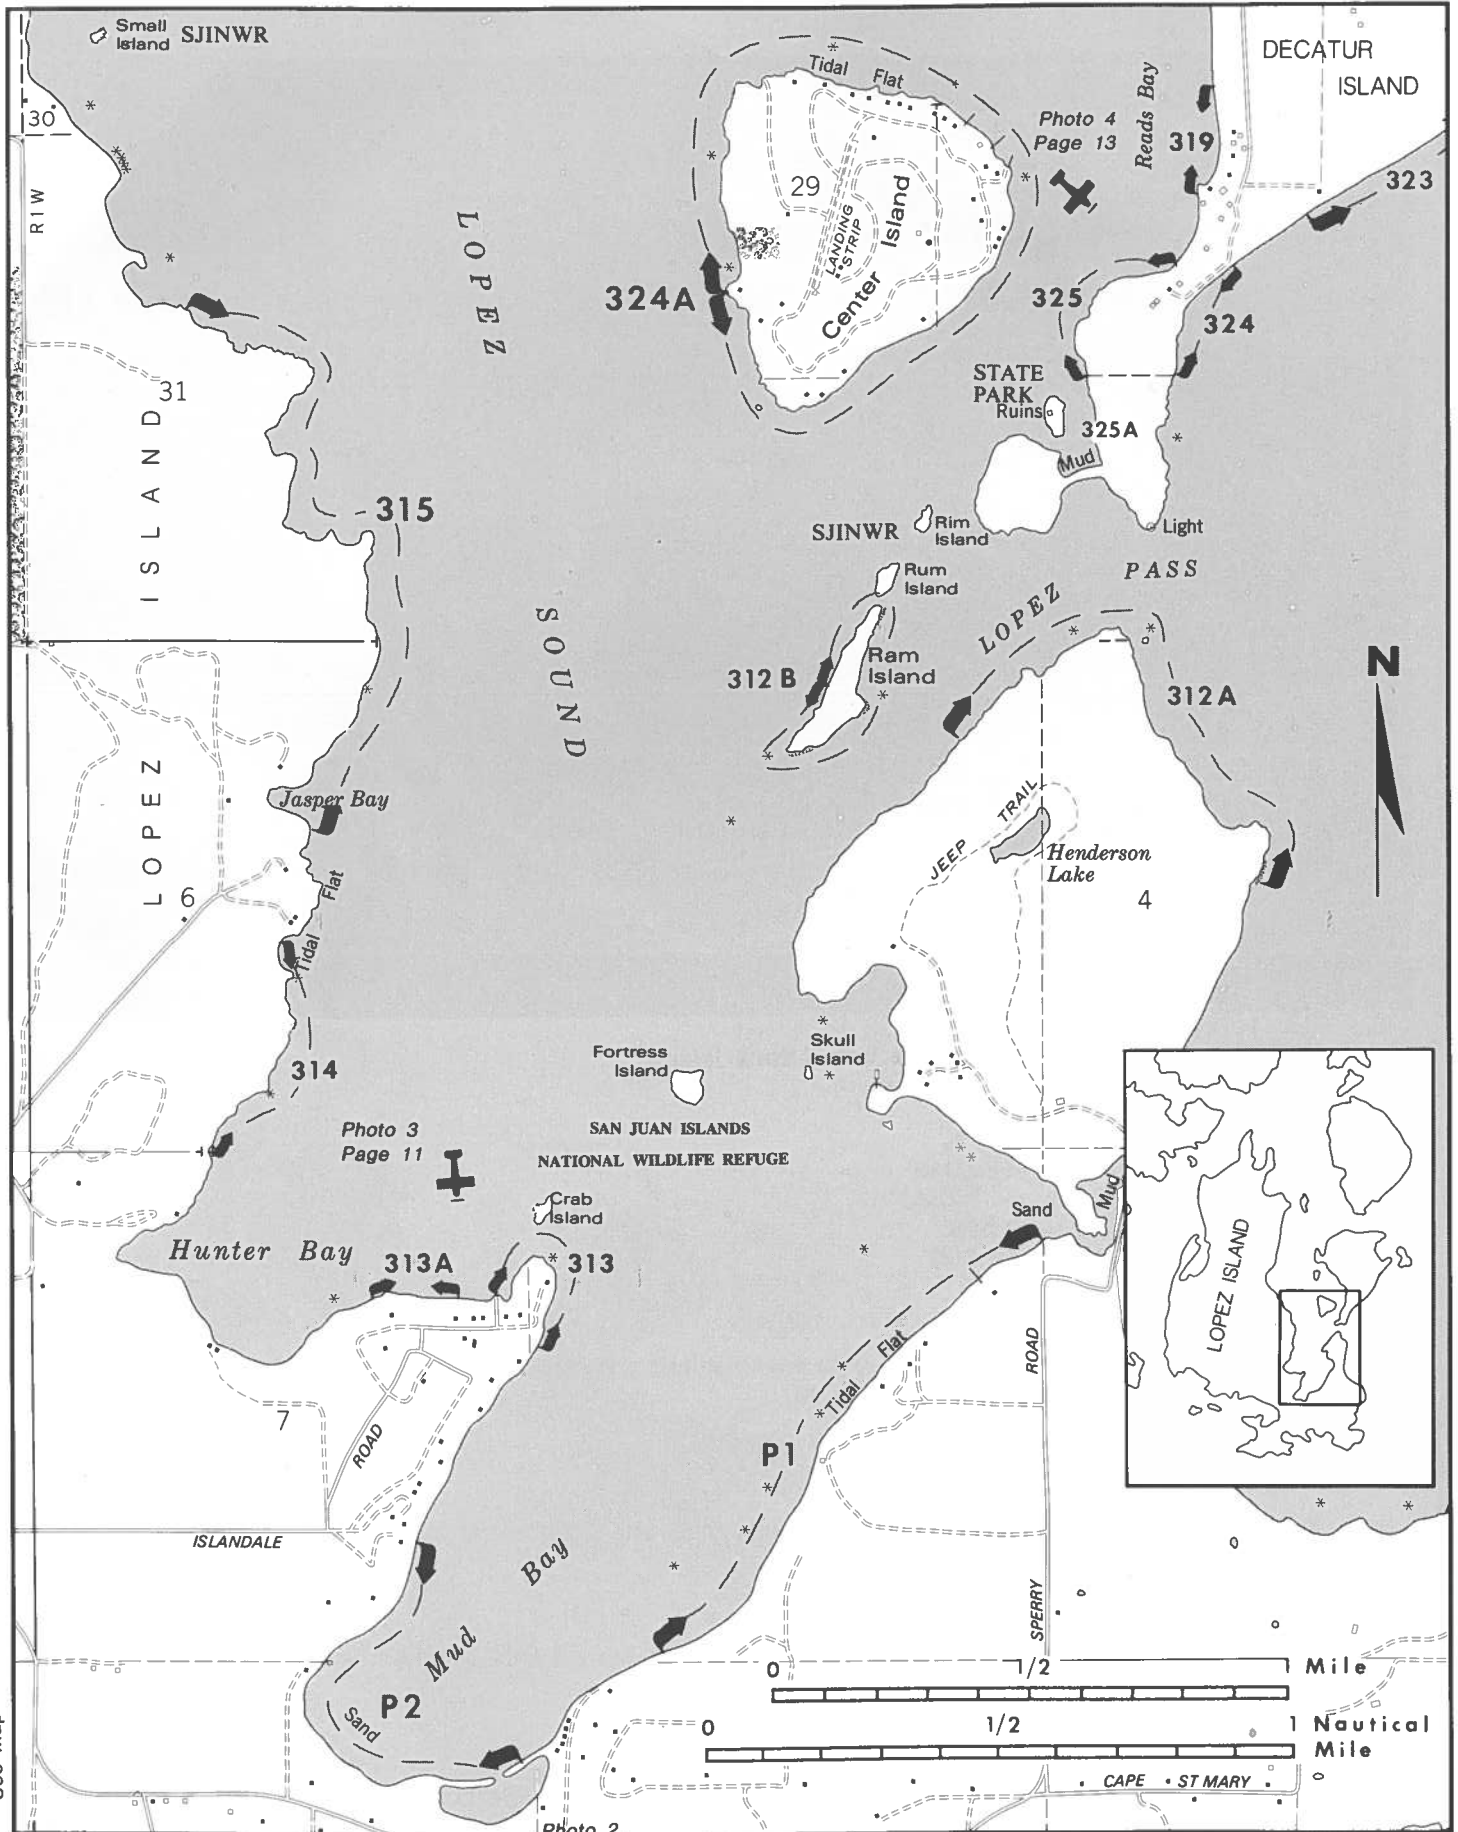 Small
Island
SJINWR
30
R1W
Tidal Flat
DECATUR
ISLAND
Reads Bay
Photo 4
Page 13
319
323
29
LANDING
STRIP
Center Island
324A
325
324
LOPEZ
31
STATE
PARK
Ruins
325A
Mud
315
ISLAND
SJINWR
Rim
Island
Light
PASS
Rum
Island
LOPEZ
SOUND
312 B
Ram
Island
312A
N
LOPEZ
Jasper Bay
JEEP TRAIL
Henderson
Lake
4
6
Flat
Tidal
Skull
Island
Fortress
Island
314
Photo 3
Page 11
SAN JUAN ISLANDS
NATIONAL WILDLIFE REFUGE
Crab
Island
Sand
Mud
Hunter Bay
313A
313
LOPEZ ISLAND
Flat
Tidal
ROAD
7
ROAD
P1
ISLANDALE
Bay
SPERRY
Mud
P2
Sand
0
1/2
1 Mile
0
1/2
1 Nautical
Mile
CAPE ST MARY
Photo 2